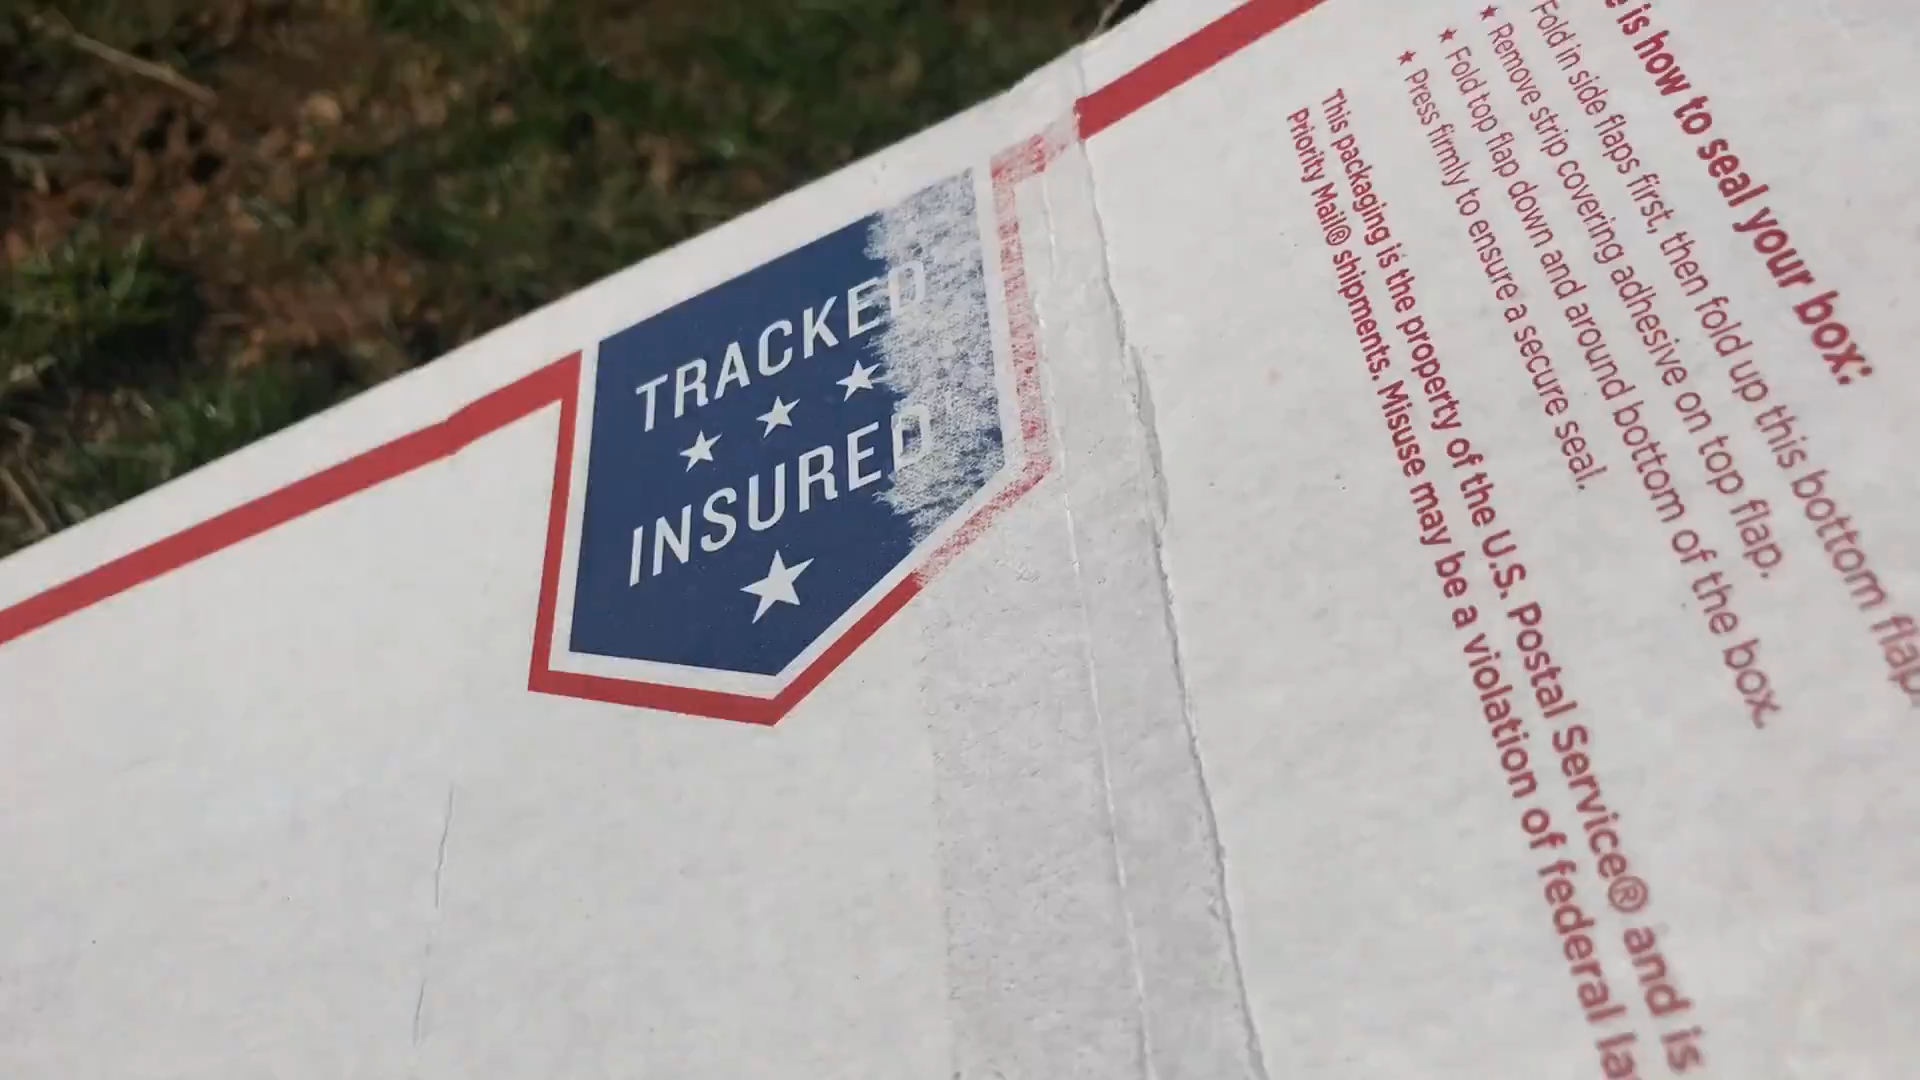 TRACKED
INSURED
is how to seal your box:
Fold in side flaps first, then fold up this bottom flap.
★ Remove strip covering adhesive on top flap.
★ Fold top flap down and around bottom of the box.
★ Press firmly to ensure a secure seal.
This packaging is the property of the U.S. Postal Service® and is
Priority Mail® shipments. Misuse may be a violation of federal